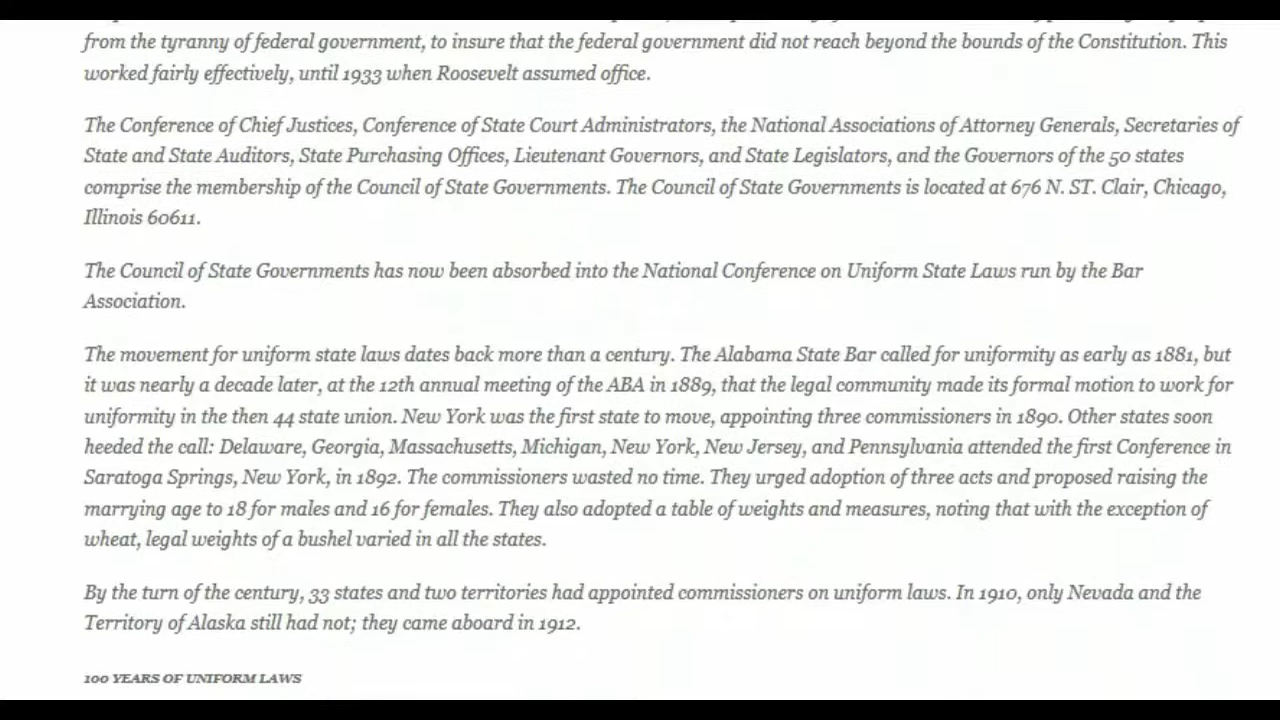 from the tyranny of federal government, to insure that the federal government did not reach beyond the bounds of the Constitution. This
worked fairly effectively, until 1933 when Roosevelt assumed office.
The Conference of Chief Justices, Conference of State Court Administrators, the National Associations of Attorney Generals, Secretaries of
State and State Auditors, State Purchasing Offices, Lieutenant Governors, and State Legislators, and the Governors of the 50 states
comprise the membership of the Council of State Governments. The Council of State Governments is located at 676 N. ST. Clair, Chicago,
Illinois 60611.
The Council of State Governments has now been absorbed into the National Conference on Uniform State Laws run by the Bar
Association.
The movement for uniform state laws dates back more than a century. The Alabama State Bar called for uniformity as early as 1881, but
it was nearly a decade later, at the 12th annual meeting of the ABA in 1889, that the legal community made its formal motion to work for
uniformity in the then 44 state union. New York was the first state to move, appointing three commissioners in 1890. Other states soon
heeded the call: Delaware, Georgia, Massachusetts, Michigan, New York, New Jersey, and Pennsylvania attended the first Conference in
Saratoga Springs, New York, in 1892. The commissioners wasted no time. They urged adoption of three acts and proposed raising the
marrying age to 18 for males and 16 for females. They also adopted a table of weights and measures, noting that with the exception of
wheat, legal weights of a bushel varied in all the states.
By the turn of the century, 33 states and two territories had appointed commissioners on uniform laws. In 1910, only Nevada and the
Territory of Alaska still had not; they came aboard in 1912.
100 YEARS OF UNIFORM LAWS